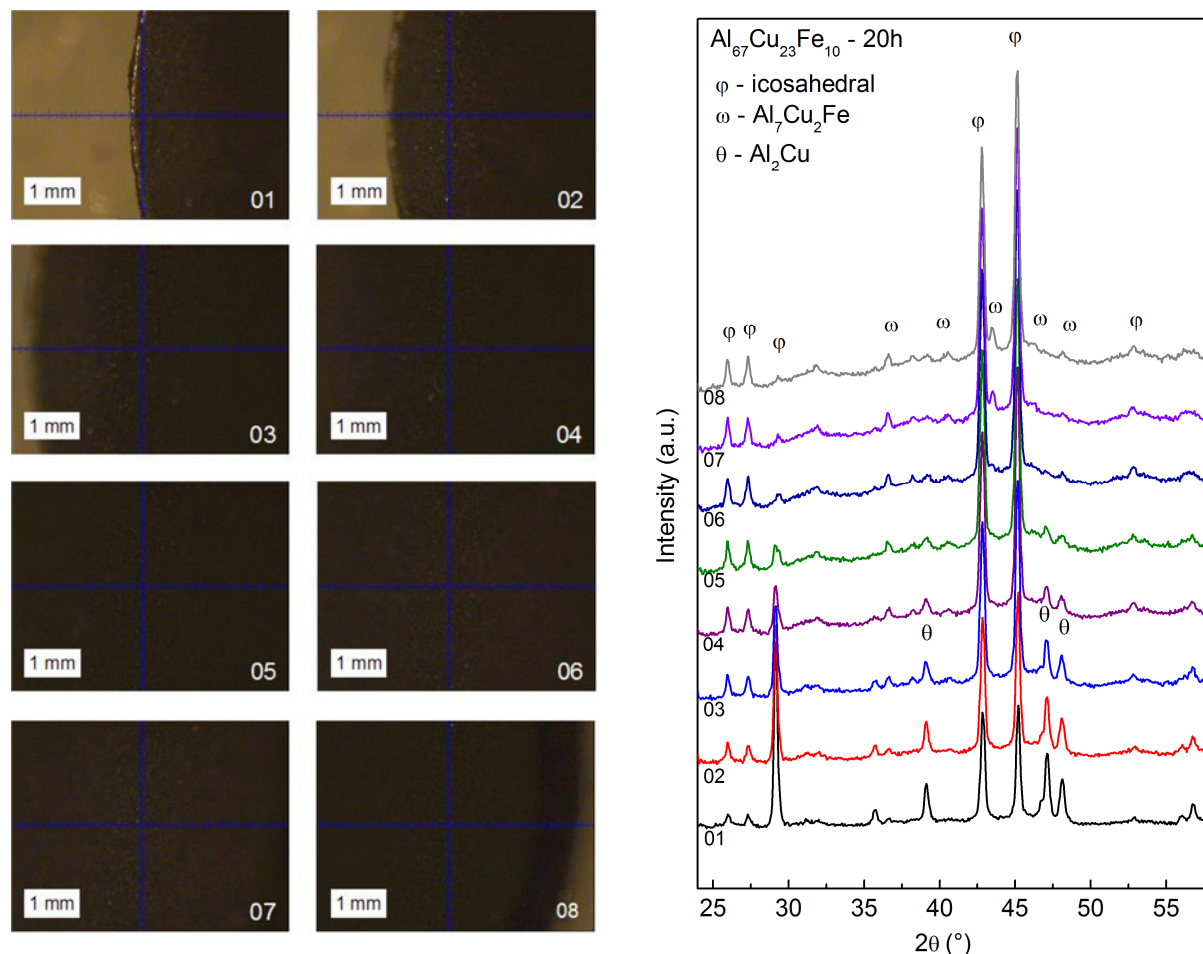 1 mm 01
1 mm 02
1 mm 03
1 mm 04
1 mm 05
1 mm 06
1 mm 07
1 mm 08
Al67Cu23Fe10 - 20h
φ - icosahedral
ω - Al7Cu2Fe
θ - Al2Cu
φ
φ
φ φ φ ω ω ω ω ω φ
08
07
06
05
04
θ θ θ
03
02
01
Intensity (a.u.)
25 30 35 40 45 50 55
2θ (°)